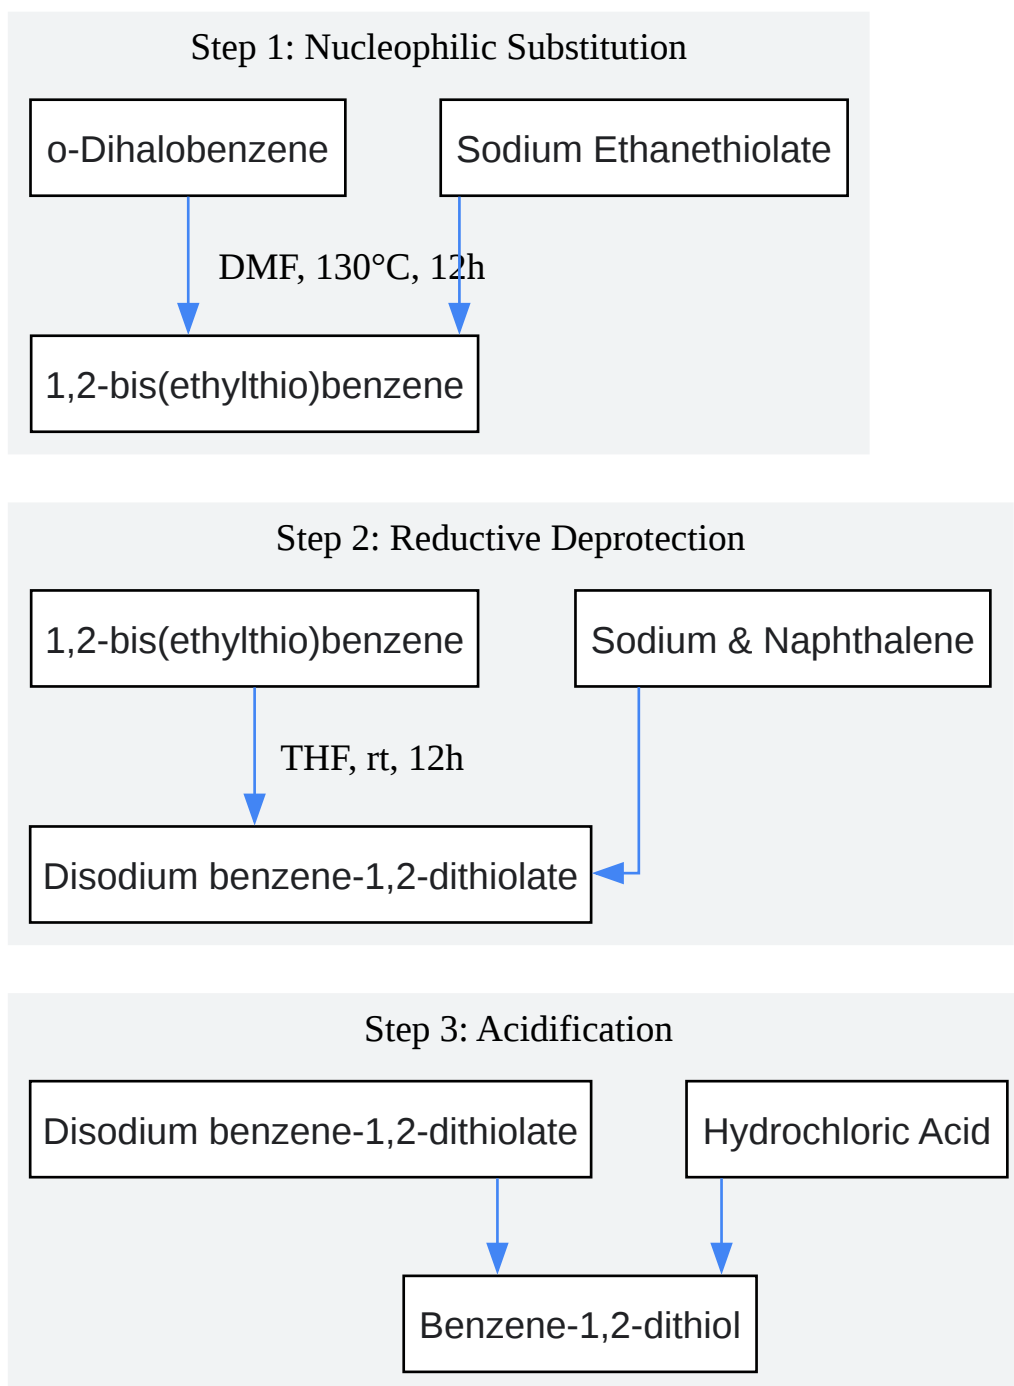 Step 1: Nucleophilic Substitution
o-Dihalobenzene
Sodium Ethanethiolate
DMF, 130°C, 12h
1,2-bis(ethylthio)benzene
Step 2: Reductive Deprotection
1,2-bis(ethylthio)benzene
Sodium & Naphthalene
THF, rt, 12h
Disodium benzene-1,2-dithiolate
Step 3: Acidification
Disodium benzene-1,2-dithiolate
Hydrochloric Acid
Benzene-1,2-dithiol